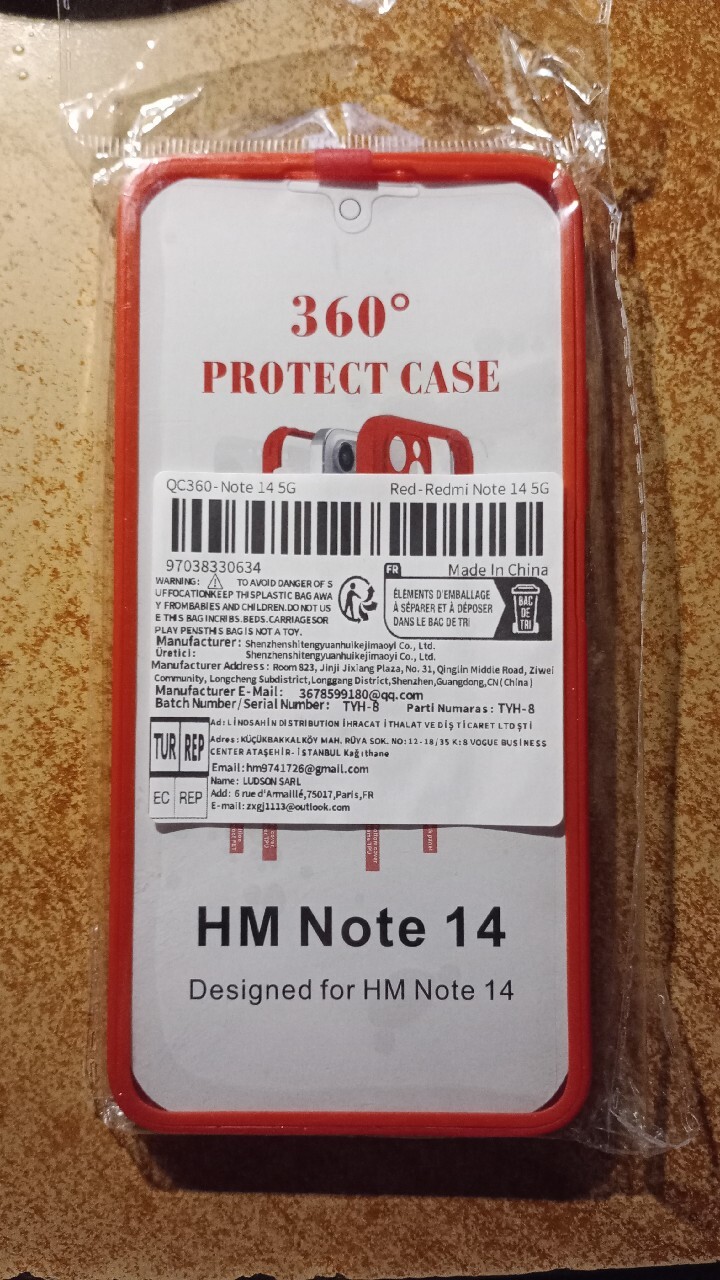 360°
PROTECT CASE
QC360-Note 14 5G Red-Redmi Note 14 5G
97038330634 Made In China
WARNING: TO AVOID DANGER OF S
UFFOCATIONKEEP THISPLASTIC BAG AWA
Y FROMBABIES AND CHILDREN.DO NOT US
E THIS BAG INCRIBS.BEDS.CARRIAGESOR
PLAY PENSTHIS BAG IS NOT A TOY.
FR
ÉLÉMENTS D'EMBALLAGE
À SÉPARER ET À DÉPOSER
DANS LE BAC DE TRI
BAC
DE
TRI
Manufacturer: Shenzhenshitengyuanhuikejimaoyi Co., Ltd.
Üretici: Shenzhenshitengyuanhuikejimaoyi Co., Ltd.
Manufacturer Address: Room 823, Jinji Jixiang Plaza, No. 31, Qinglin Middle Road, Ziwei
Community, Longcheng Subdistrict,Longgang District,Shenzhen,Guangdong,CN(China)
Manufacturer E-Mail: 3678599180@qq.com
Batch Number/Serial Number: TYH-8 Parti Numaras: TYH-8
TUR REP
Ad: LİNDSAHİN DISTRIBUTION İHRACAT İTHALAT VE DIŞ TİCARET LTD ŞTİ
Adres: KÜÇÜKBAKKALKÖY MAH. RÜYA SOK. NO: 12-18/35 K:8 VOGUE BUSINESS
CENTER ATAŞEHİR-İSTANBUL Kağıthane
Email:hm9741726@gmail.com
EC REP
Name: LUDSON SARL
Add: 6 rue d'Armaillé,75017,Paris,FR
E-mail:zxgj1113@outlook.com
HM Note 14
Designed for HM Note 14